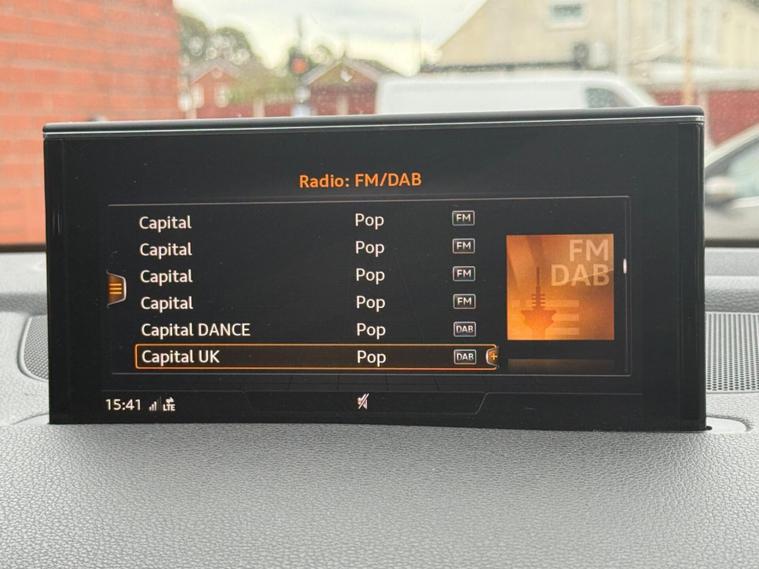 Radio: FM/DAB
Capital Pop FM
Capital Pop FM
Capital Pop FM
Capital Pop FM
Capital DANCE Pop DAB
Capital UK Pop DAB
FM
DAB
15:41 LTE